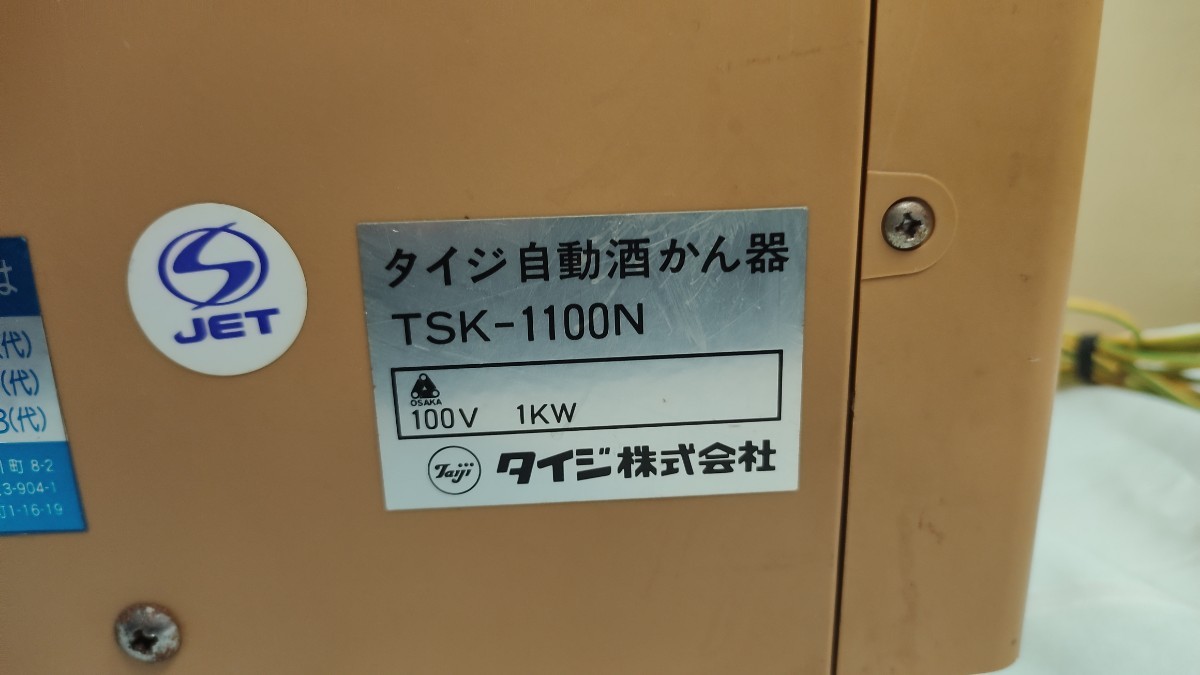 は
(代)
(代)
3(代)
町 8-2
3-904-1
1-16-19
JET
タイジ自動酒かん器
TSK-1100N
OSAKA
100V 1KW
Taiji タイジ株式会社